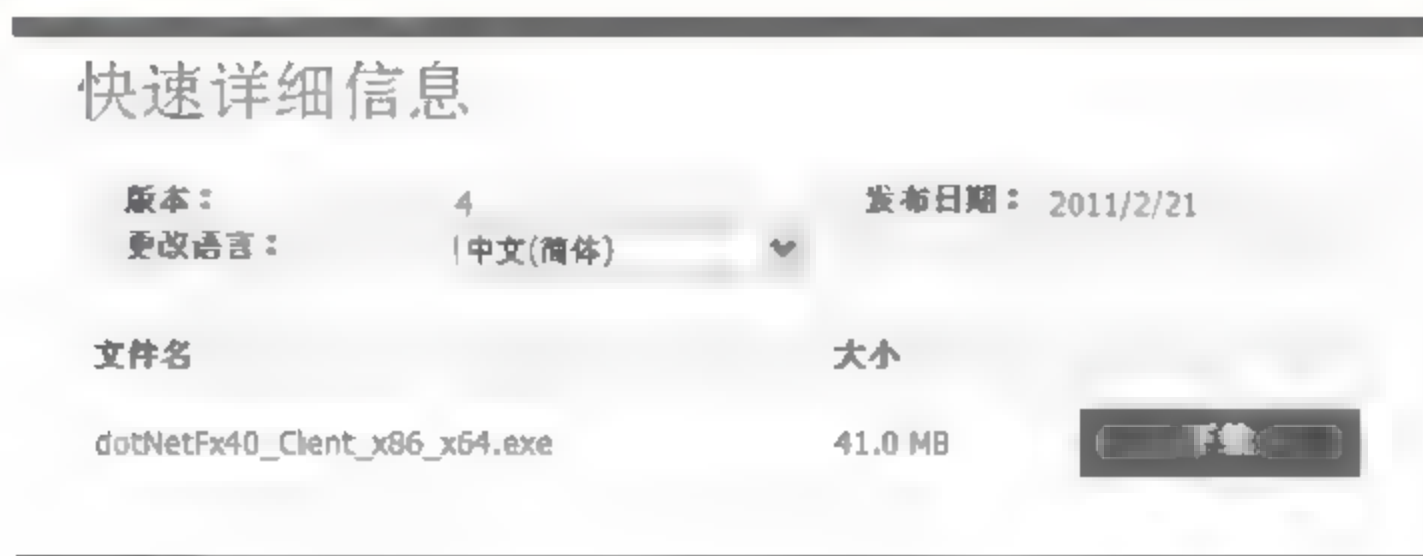 快速详细信息
版本： 4 发布日期： 2011/2/21
更改语言： 中文(简体)
文件名 大小
dotNetFx40_Client_x86_x64.exe 41.0 MB